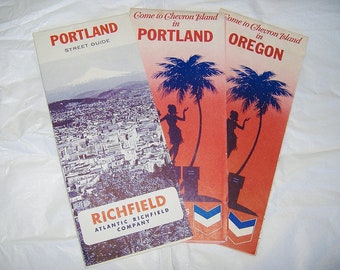 PORTLAND
STREET GUIDE
RICHFIELD
ATLANTIC RICHFIELD
COMPANY
Come to Chevron Island
in
PORTLAND
Come to Chevron Island
in
OREGON